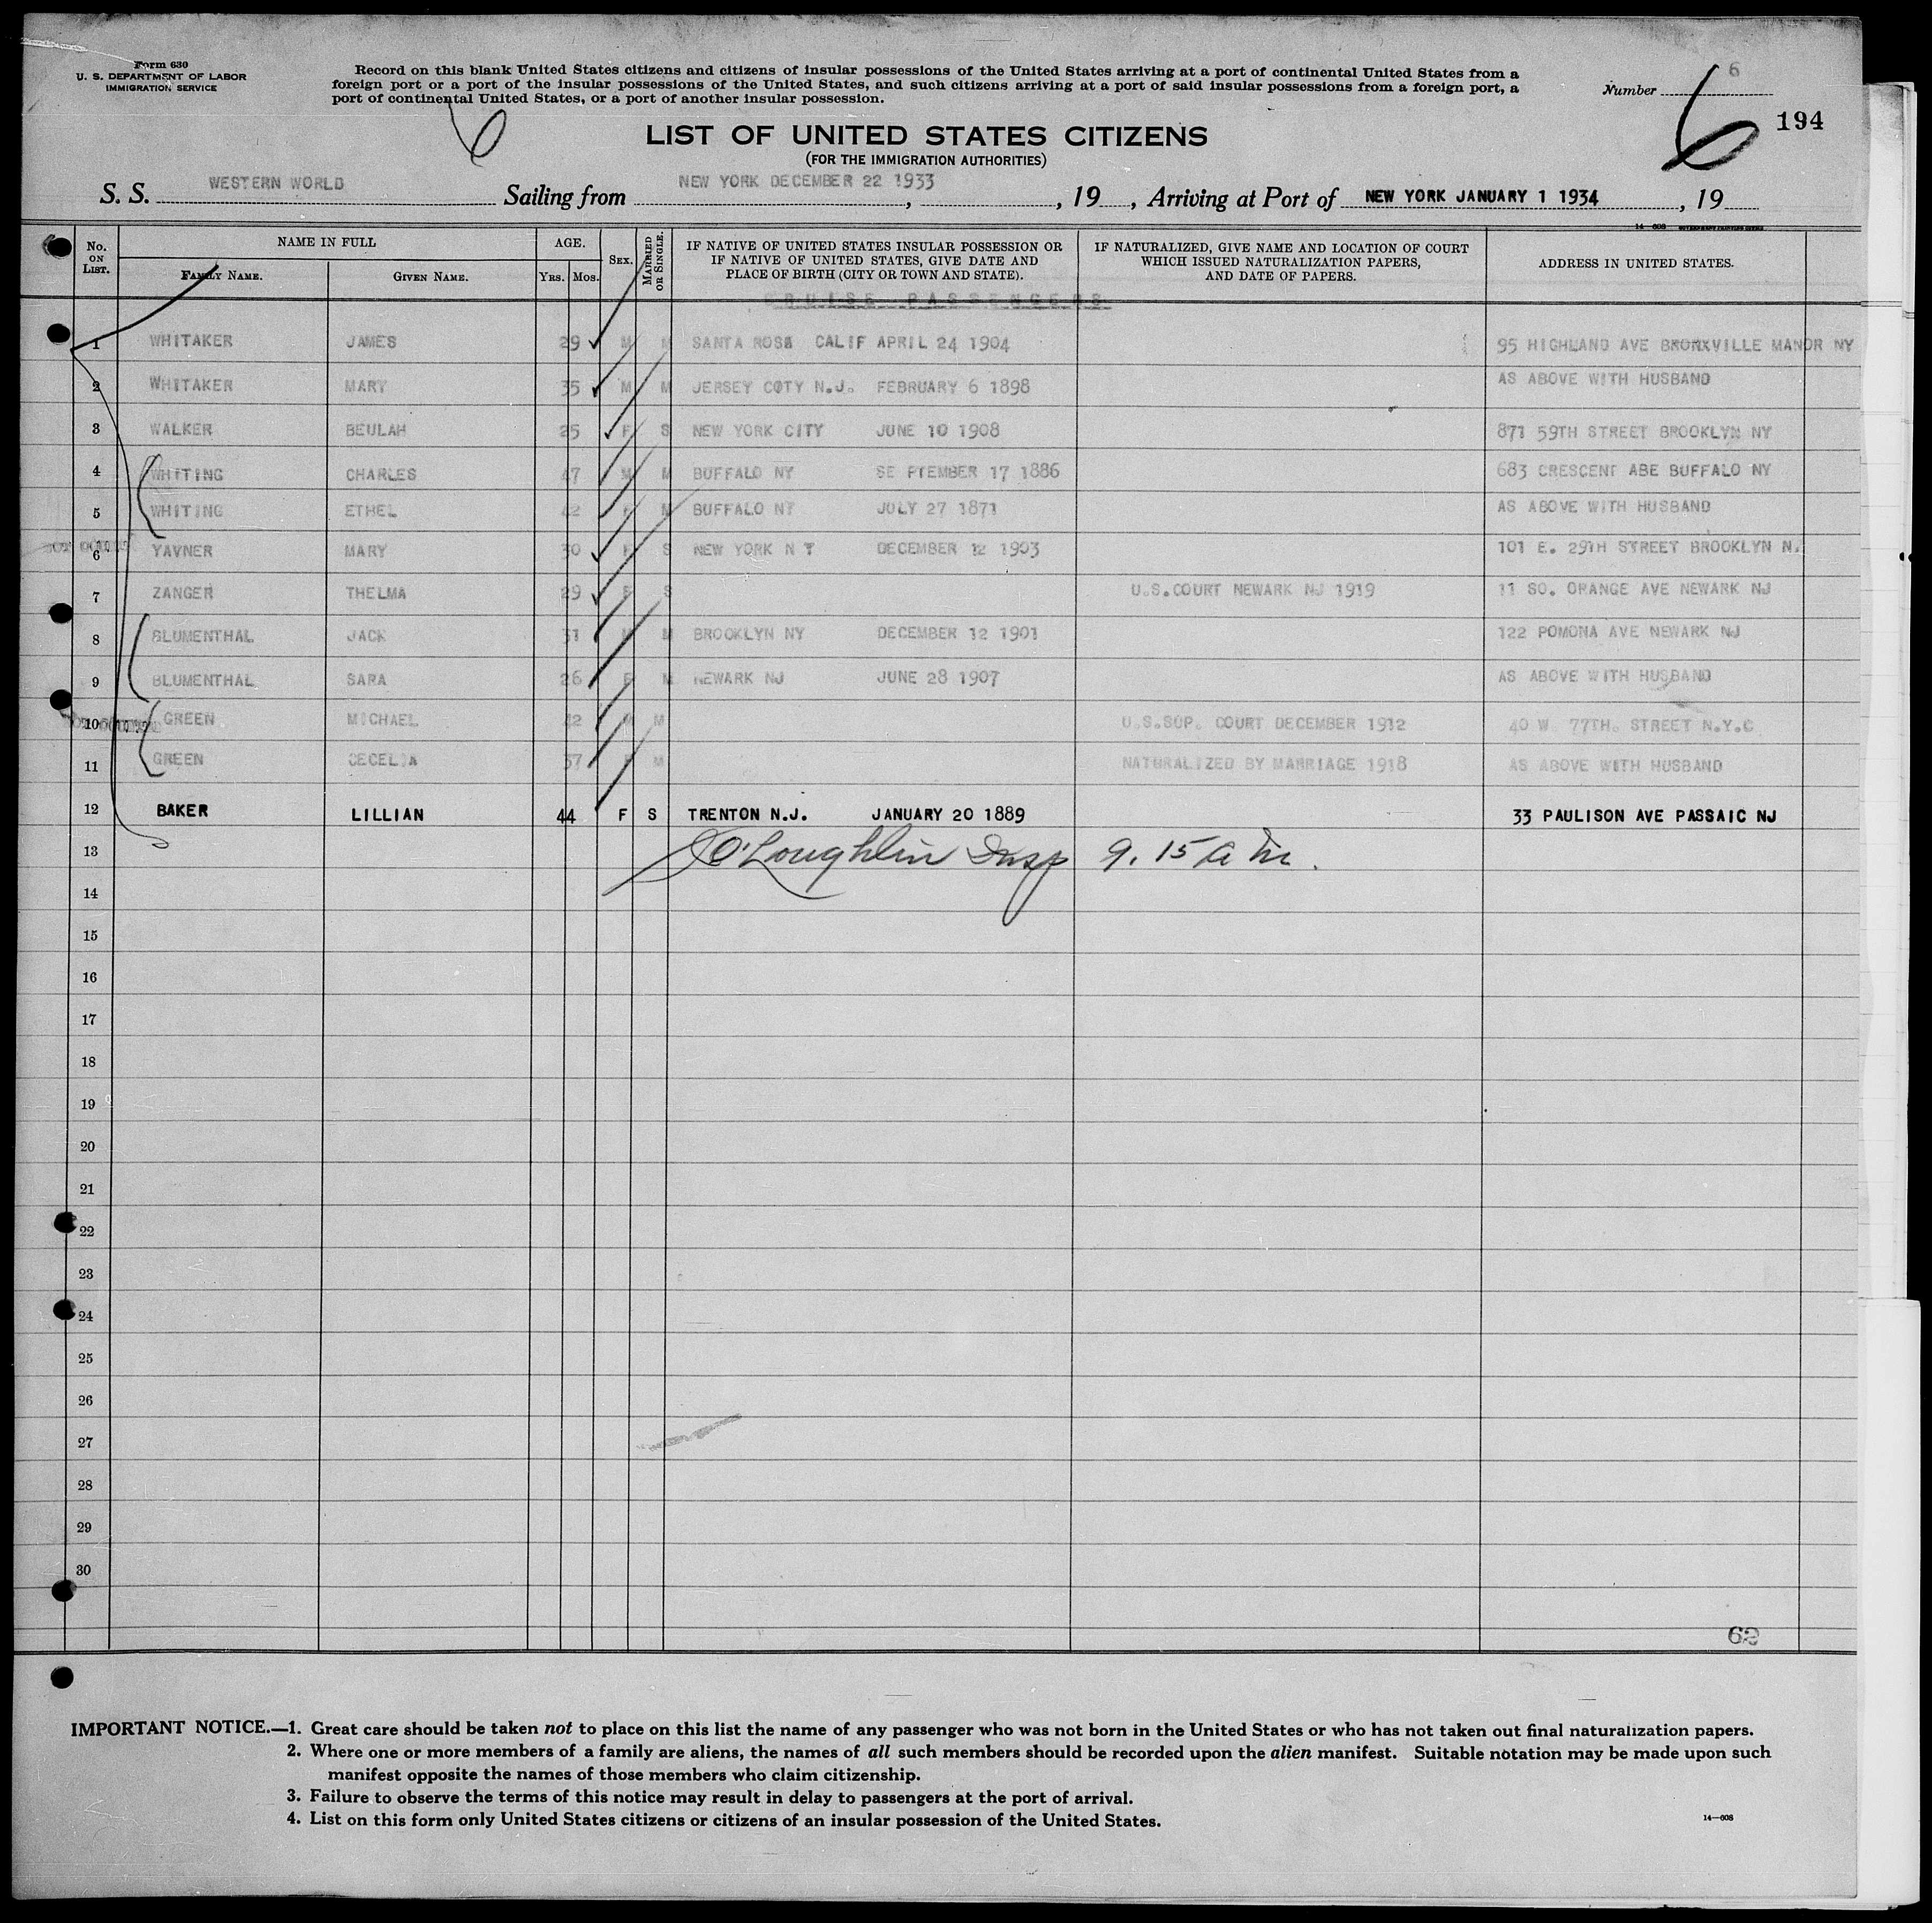 Form 630
U. S. DEPARTMENT OF LABOR
IMMIGRATION SERVICE
Record on this blank United States citizens and citizens of insular possessions of the United States arriving at a port of continental United States from a
foreign port or a port of the insular possessions of the United States, and such citizens arriving at a port of said insular possessions from a foreign port, a
port of continental United States, or a port of another insular possession.
Number 6
6
6
194
LIST OF UNITED STATES CITIZENS
(FOR THE IMMIGRATION AUTHORITIES)
S. S. WESTERN WORLD Sailing from NEW YORK DECEMBER 22 1933, , 19 , Arriving at Port of NEW YORK JANUARY 1 1934, 19
No. ON LIST. NAME IN FULL FAMILY NAME. GIVEN NAME. AGE. YRS. MOS. SEX. MARRIED OR SINGLE.
IF NATIVE OF UNITED STATES INSULAR POSSESSION OR IF NATIVE OF UNITED STATES, GIVE DATE AND PLACE OF BIRTH (CITY OR TOWN AND STATE).
IF NATURALIZED, GIVE NAME AND LOCATION OF COURT WHICH ISSUED NATURALIZATION PAPERS, AND DATE OF PAPERS.
ADDRESS IN UNITED STATES.
CRUISE PASSENGERS
1 WHITAKER JAMES 29 M M SANTA ROSA CALIF APRIL 24 1904 95 HIGHLAND AVE BRONXVILLE MANOR NY
2 WHITAKER MARY 35 M M JERSEY COTY N.J. FEBRUARY 6 1898 AS ABOVE WITH HUSBAND
3 WALKER BEULAH 25 F S NEW YORK CITY JUNE 10 1908 871 59TH STREET BROOKLYN NY
4 WHITING CHARLES 47 M M BUFFALO NY SE PTEMBER 17 1886 683 CRESCENT ABE BUFFALO NY
5 WHITING ETHEL 42 F M BUFFALO NY JULY 27 1871 AS ABOVE WITH HUSBAND
6 YAVNER MARY 30 F S NEW YORK N Y DECEMBER 12 1903 101 E. 29TH STREET BROOKLYN N.
7 ZANGER THELMA 29 F S U.S.COURT NEWARK NJ 1919 11 SO. ORANGE AVE NEWARK NJ
8 BLUMENTHAL JACK 31 M M BROOKLYN NY DECEMBER 12 1901 122 POMONA AVE NEWARK NJ
9 BLUMENTHAL SARA 26 F M NEWARK NJ JUNE 28 1907 AS ABOVE WITH HUSBAND
10 GREEN MICHAEL 42 M M U.S.SUP. COURT DECEMBER 1912 40 W 77TH. STREET N.Y.C
11 GREEN CECELIA 37 F M NATURALIZED BY MARRIAGE 1918 AS ABOVE WITH HUSBAND
12 BAKER LILLIAN 44 F S TRENTON N.J. JANUARY 20 1889 33 PAULISON AVE PASSAIC NJ
13 O'Loughlin Insp 9.15 a m.
14
15
16
17
18
19
20
21
22
23
24
25
26
27
28
29
30
62
IMPORTANT NOTICE.—1. Great care should be taken not to place on this list the name of any passenger who was not born in the United States or who has not taken out final naturalization papers.
2. Where one or more members of a family are aliens, the names of all such members should be recorded upon the alien manifest. Suitable notation may be made upon such
manifest opposite the names of those members who claim citizenship.
3. Failure to observe the terms of this notice may result in delay to passengers at the port of arrival.
4. List on this form only United States citizens or citizens of an insular possession of the United States.
14—608